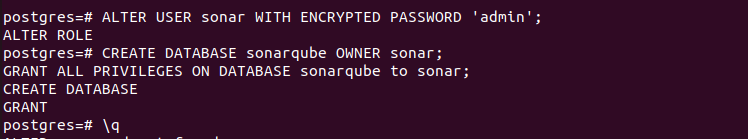 postgres=# ALTER USER sonar WITH ENCRYPTED PASSWORD 'admin';
ALTER ROLE
postgres=# CREATE DATABASE sonarqube OWNER sonar;
GRANT ALL PRIVILEGES ON DATABASE sonarqube to sonar;
CREATE DATABASE
GRANT
postgres=# \q